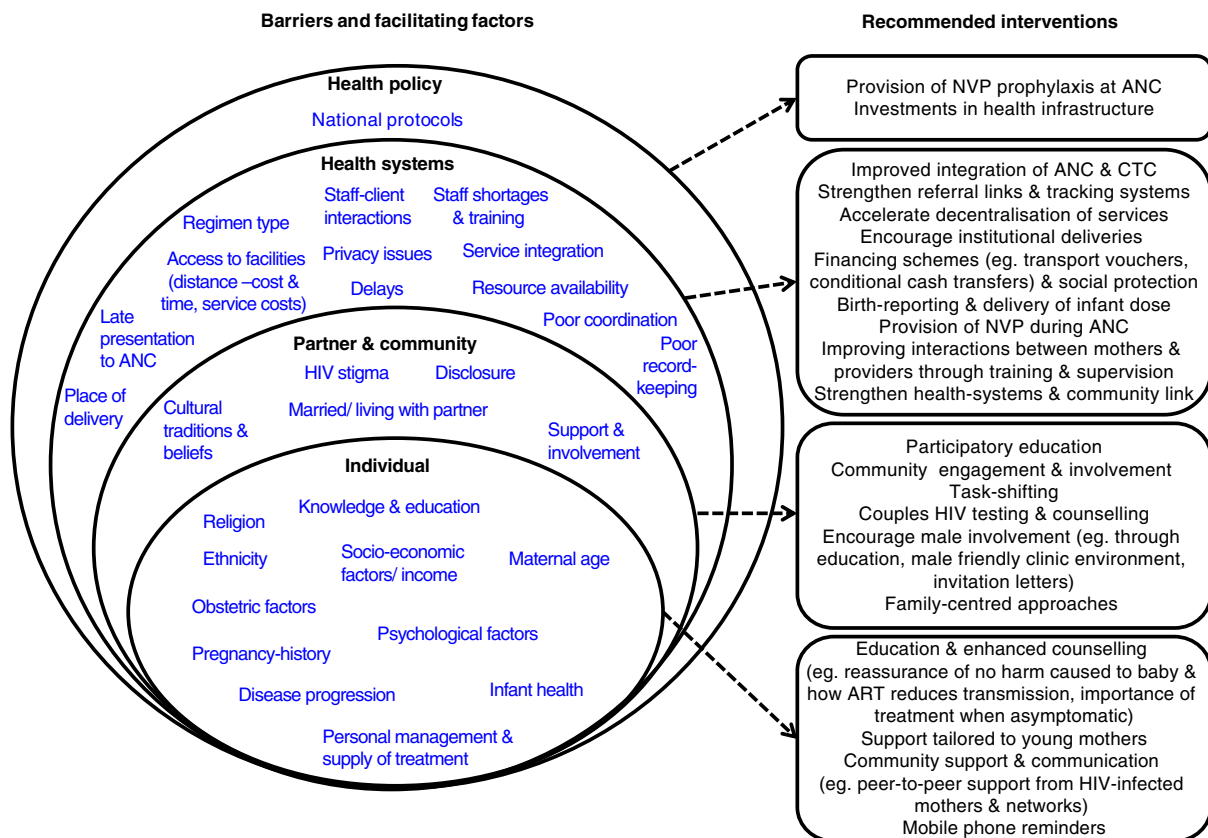 Barriers and facilitating factors
Health policy
National protocols
Health systems
Staff-client
interactions
Staff shortages
& training
Regimen type
Privacy issues
Service integration
Access to facilities
(distance –cost &
time, service costs)
Delays
Resource availability
Late
presentation
to ANC
Poor coordination
Poor
record-
keeping
Place of
delivery
Partner & community
HIV stigma
Disclosure
Married/ living with partner
Cultural
traditions &
beliefs
Support &
involvement
Individual
Knowledge & education
Religion
Ethnicity
Socio-economic
factors/ income
Maternal age
Obstetric factors
Psychological factors
Pregnancy-history
Disease progression
Infant health
Personal management &
supply of treatment
Recommended interventions
Provision of NVP prophylaxis at ANC
Investments in health infrastructure
Improved integration of ANC & CTC
Strengthen referral links & tracking systems
Accelerate decentralisation of services
Encourage institutional deliveries
Financing schemes (eg. transport vouchers,
conditional cash transfers) & social protection
Birth-reporting & delivery of infant dose
Provision of NVP during ANC
Improving interactions between mothers &
providers through training & supervision
Strengthen health-systems & community link
Participatory education
Community engagement & involvement
Task-shifting
Couples HIV testing & counselling
Encourage male involvement (eg. through
education, male friendly clinic environment,
invitation letters)
Family-centred approaches
Education & enhanced counselling
(eg. reassurance of no harm caused to baby &
how ART reduces transmission, importance of
treatment when asymptomatic)
Support tailored to young mothers
Community support & communication
(eg. peer-to-peer support from HIV-infected
mothers & networks)
Mobile phone reminders